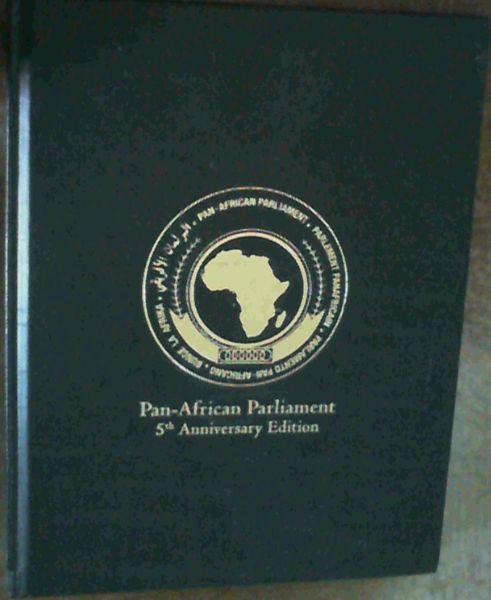 PAN-AFRICAN PARLIAMENT • PARLEMENT PANAFRICAIN • PARLAMENTO PAN-AFRICANO • BUNGE LA AFRIKA • البرلمان الأفريقي •
Pan-African Parliament
5th Anniversary Edition